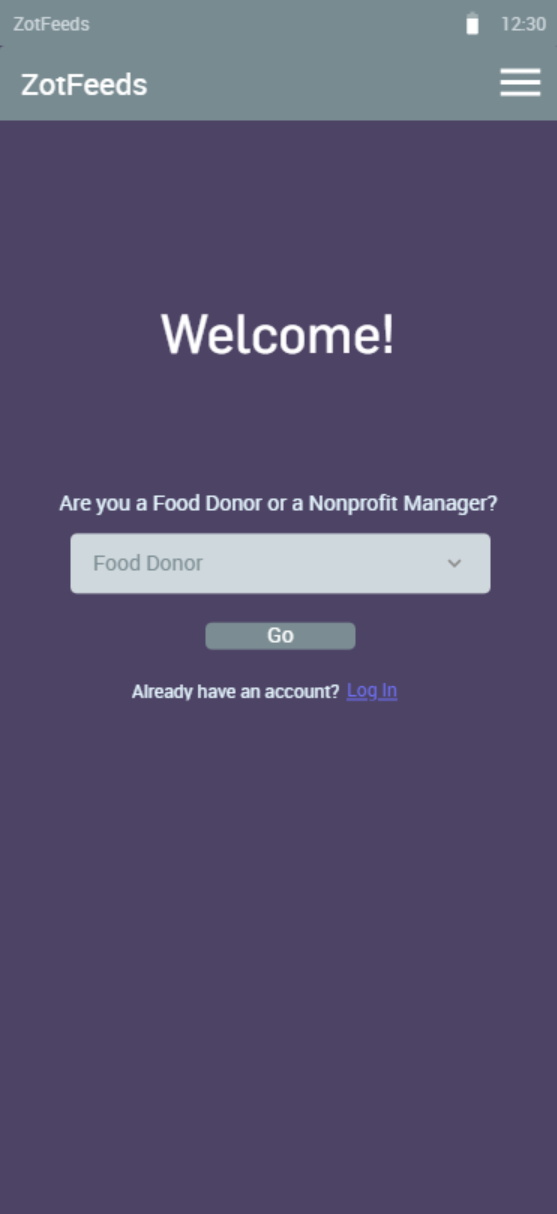 ZotFeeds 12:30
ZotFeeds
Welcome!
Are you a Food Donor or a Nonprofit Manager?
Food Donor
Go
Already have an account? Log In